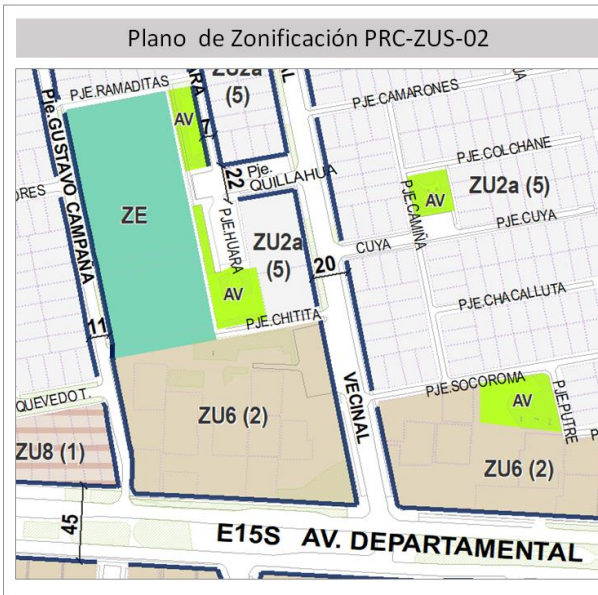 Plano de Zonificación PRC-ZUS-02
PJE.RAMADITAS
ZU2a
(5)
PJE.CAMARONES
Pje.GUSTAVO CAMPAÑA
AV
7
22
Pje.
QUILLAHUA
PJE.COLCHANE
ZE
PJE.HUARA
ZU2a
(5)
PJE.CAMIÑA
AV
ZU2a (5)
PJE.CUYA
CUYA
20
AV
PJE.CHITITA
PJE.CHACALLUTA
11
VECINAL
PJE.SOCOROMA
AV
PJE.PUTRE
QUEVEDO T.
ZU6 (2)
ZU8 (1)
ZU6 (2)
45
E15S AV. DEPARTAMENTAL